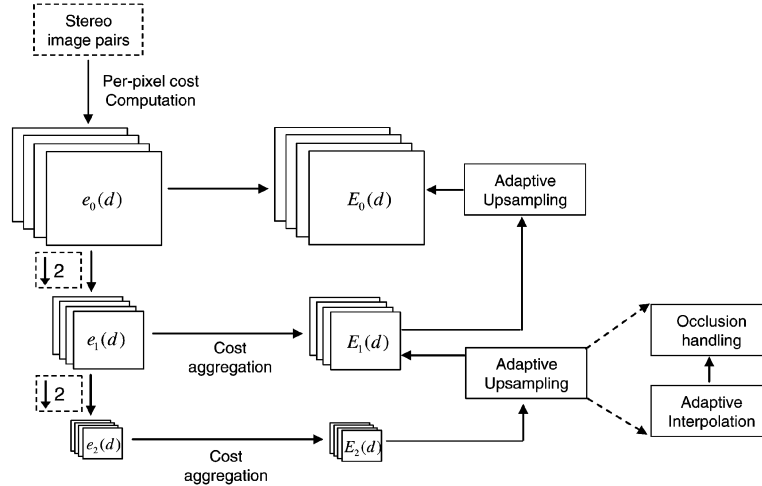 Stereo
image pairs
Per-pixel cost
Computation
e₀(d)
E₀(d)
Adaptive
Upsampling
2
e₁(d)
Cost
aggregation
E₁(d)
Adaptive
Upsampling
Occlusion
handling
2
Adaptive
Interpolation
e₂(d)
Cost
aggregation
E₂(d)